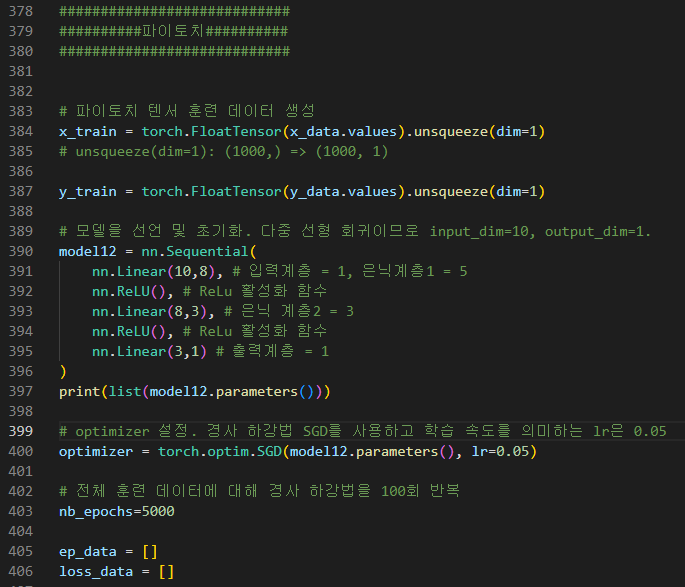 378 ############################
379 ##########파이토치##########
380 ############################
381
382
383 # 파이토치 텐서 훈련 데이터 생성
384 x_train = torch.FloatTensor(x_data.values).unsqueeze(dim=1)
385 # unsqueeze(dim=1): (1000,) => (1000, 1)
386
387 y_train = torch.FloatTensor(y_data.values).unsqueeze(dim=1)
388
389 # 모델을 선언 및 초기화. 다중 선형 회귀이므로 input_dim=10, output_dim=1.
390 model12 = nn.Sequential(
391     nn.Linear(10,8), # 입력계층 = 1, 은닉계층1 = 5
392     nn.ReLU(), # ReLu 활성화 함수
393     nn.Linear(8,3), # 은닉 계층2 = 3
394     nn.ReLU(), # ReLu 활성화 함수
395     nn.Linear(3,1) # 출력계층 = 1
396 )
397 print(list(model12.parameters()))
398
399 # optimizer 설정. 경사 하강법 SGD를 사용하고 학습 속도를 의미하는 lr은 0.05
400 optimizer = torch.optim.SGD(model12.parameters(), lr=0.05)
401
402 # 전체 훈련 데이터에 대해 경사 하강법을 100회 반복
403 nb_epochs=5000
404
405 ep_data = []
406 loss_data = []